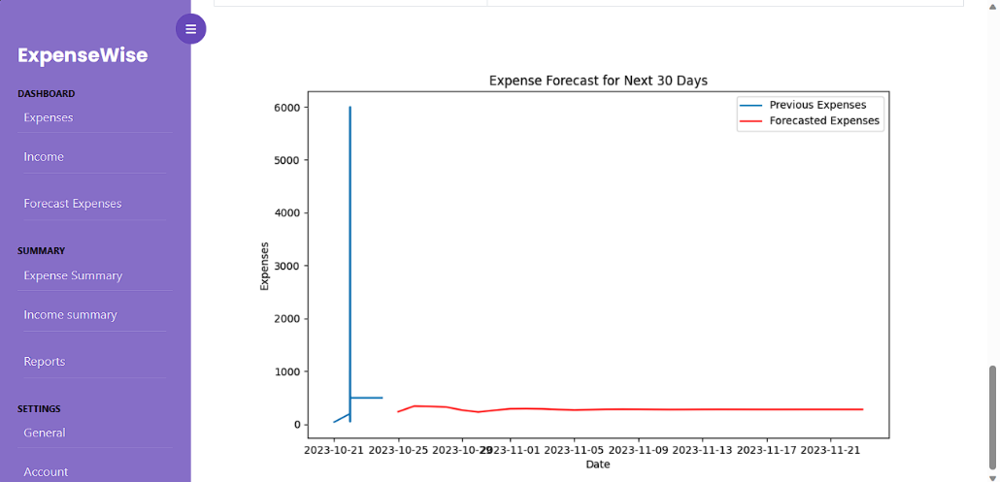 ExpenseWise
DASHBOARD
Expenses
Income
Forecast Expenses
SUMMARY
Expense Summary
Income summary
Reports
SETTINGS
General
Account
Expense Forecast for Next 30 Days
Previous Expenses
Forecasted Expenses
6000
5000
4000
3000
2000
1000
0
Expenses
2023-10-21 2023-10-25 2023-10-29 2023-11-01 2023-11-05 2023-11-09 2023-11-13 2023-11-17 2023-11-21
Date